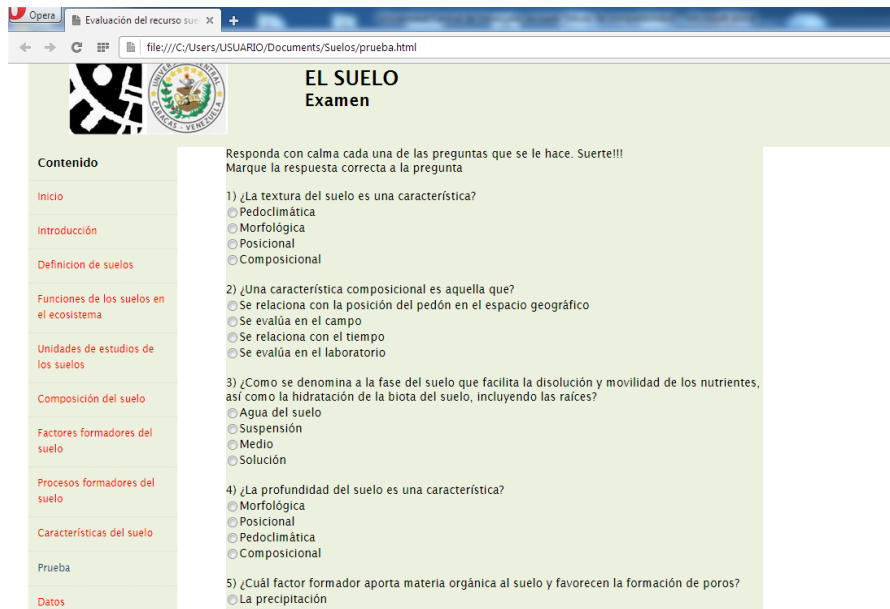 Opera
Evaluación del recurso sue
file:///C:/Users/USUARIO/Documents/Suelos/prueba.html
EL SUELO
Examen
CARACAS - VENEZUELA
Contenido
Inicio
Introducción
Definicion de suelos
Funciones de los suelos en
el ecosistema
Unidades de estudios de
los suelos
Composición del suelo
Factores formadores del
suelo
Procesos formadores del
suelo
Características del suelo
Prueba
Datos
Responda con calma cada una de las preguntas que se le hace. Suerte!!!
Marque la respuesta correcta a la pregunta
1) ¿La textura del suelo es una característica?
Pedoclimática
Morfológica
Posicional
Composicional
2) ¿Una característica composicional es aquella que?
Se relaciona con la posición del pedón en el espacio geográfico
Se evalúa en el campo
Se relaciona con el tiempo
Se evalúa en el laboratorio
3) ¿Como se denomina a la fase del suelo que facilita la disolución y movilidad de los nutrientes,
así como la hidratación de la biota del suelo, incluyendo las raíces?
Agua del suelo
Suspensión
Medio
Solución
4) ¿La profundidad del suelo es una característica?
Morfológica
Posicional
Pedoclimática
Composicional
5) ¿Cuál factor formador aporta materia orgánica al suelo y favorecen la formación de poros?
La precipitación